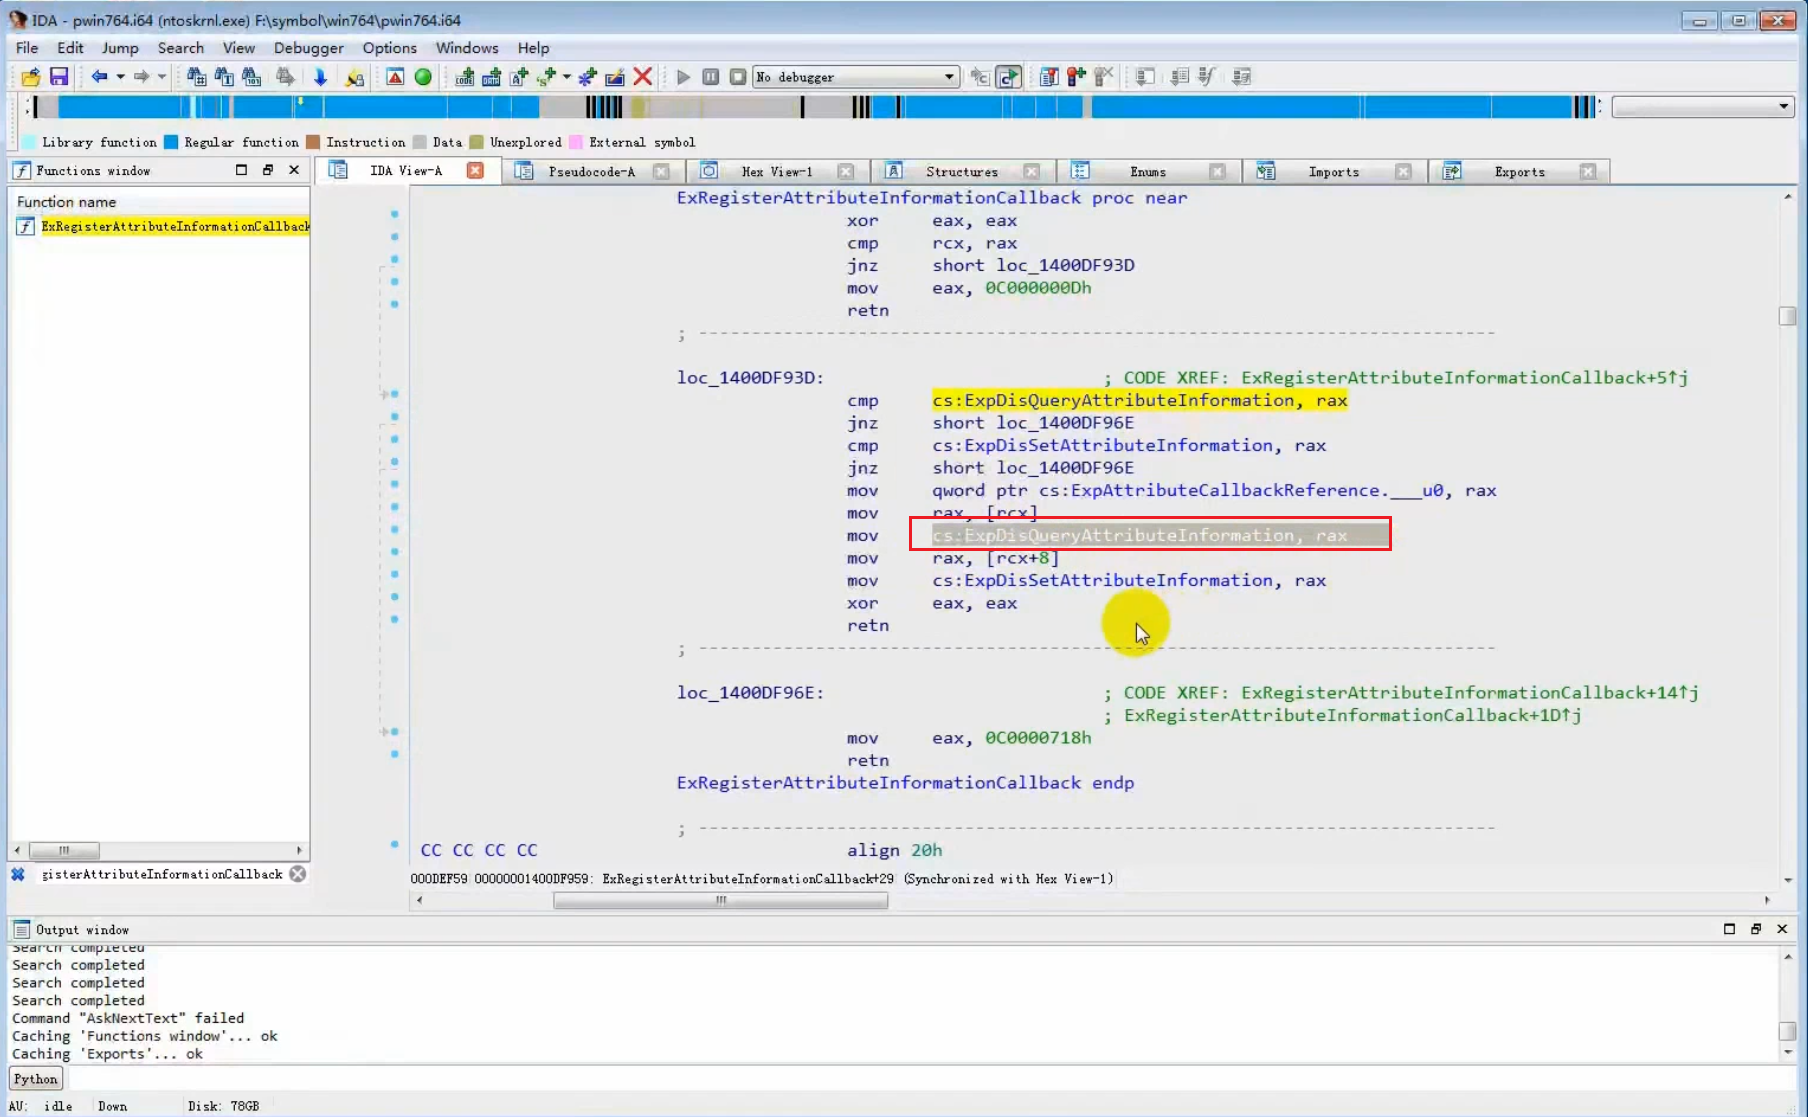 IDA - pwin764.i64 (ntoskrnl.exe) F:\symbol\win764\pwin764.i64
File Edit Jump Search View Debugger Options Windows Help
No debugger
Library function Regular function Instruction Data Unexplored External symbol
Functions window
IDA View-A Pseudocode-A Hex View-1 Structures Enums Imports Exports
Function name
ExRegisterAttributeInformationCallback
ExRegisterAttributeInformationCallback proc near
xor eax, eax
cmp rcx, rax
jnz short loc_1400DF93D
mov eax, 0C000000Dh
retn
; ---------------------------------------------------------------------------
loc_1400DF93D: ; CODE XREF: ExRegisterAttributeInformationCallback+5↑j
cmp cs:ExpDisQueryAttributeInformation, rax
jnz short loc_1400DF96E
cmp cs:ExpDisSetAttributeInformation, rax
jnz short loc_1400DF96E
mov qword ptr cs:ExpAttributeCallbackReference.___u0, rax
mov rax, [rcx]
mov cs:ExpDisQueryAttributeInformation, rax
mov rax, [rcx+8]
mov cs:ExpDisSetAttributeInformation, rax
xor eax, eax
retn
; ---------------------------------------------------------------------------
loc_1400DF96E: ; CODE XREF: ExRegisterAttributeInformationCallback+14↑j
; ExRegisterAttributeInformationCallback+1D↑j
mov eax, 0C0000718h
retn
ExRegisterAttributeInformationCallback endp
; ---------------------------------------------------------------------------
CC CC CC CC align 20h
gisterAttributeInformationCallback
000DEF59 00000001400DF959: ExRegisterAttributeInformationCallback+29 (Synchronized with Hex View-1)
Output window
Search completed
Search completed
Search completed
Search completed
Command "AskNextText" failed
Caching 'Functions window'... ok
Caching 'Exports'... ok
Python
AU: idle Down Disk: 78GB